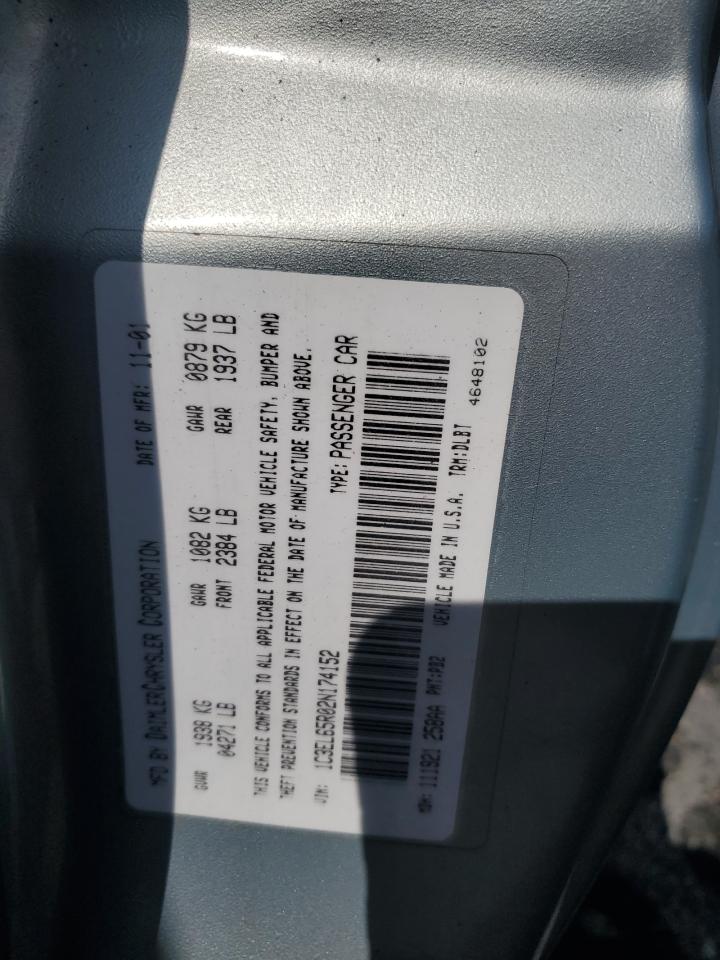 MFD BY DAIMLERCHRYSLER CORPORATION DATE OF MFR: 11-01
GVWR 1938 KG GAWR 1082 KG GAWR 0879 KG
04271 LB FRONT 2384 LB REAR 1937 LB
THIS VEHICLE CONFORMS TO ALL APPLICABLE FEDERAL MOTOR VEHICLE SAFETY, BUMPER AND
THEFT PREVENTION STANDARDS IN EFFECT ON THE DATE OF MANUFACTURE SHOWN ABOVE.
VIN: 1C3EL65R02N174152 TYPE: PASSENGER CAR
MDH: 111921 258AA PNT:PB2 VEHICLE MADE IN U.S.A. TRM:DLBT
4648102